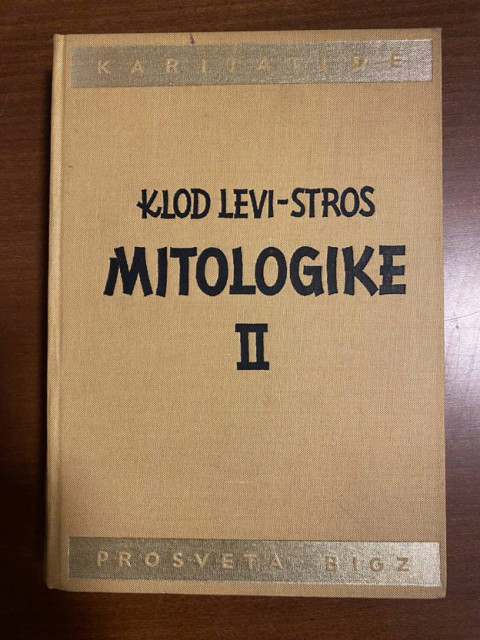 KARIJATIDE
KLOD LEVI-STROS
MITOLOGIKE
II
PROSVETA - BIGZ